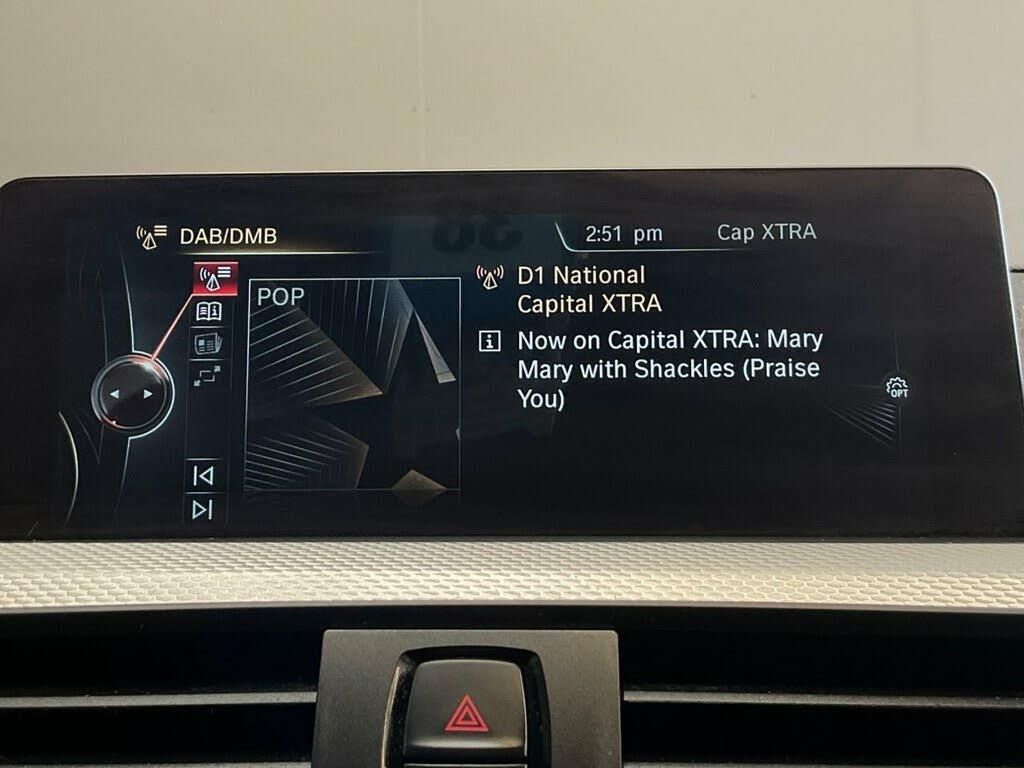 DAB/DMB
2:51 pm
Cap XTRA
POP
D1 National
Capital XTRA
Now on Capital XTRA: Mary
Mary with Shackles (Praise
You)
OPT